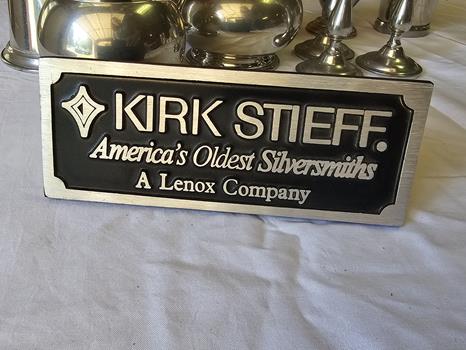 KIRK STIEFF.
America's Oldest Silversmiths
A Lenox Company